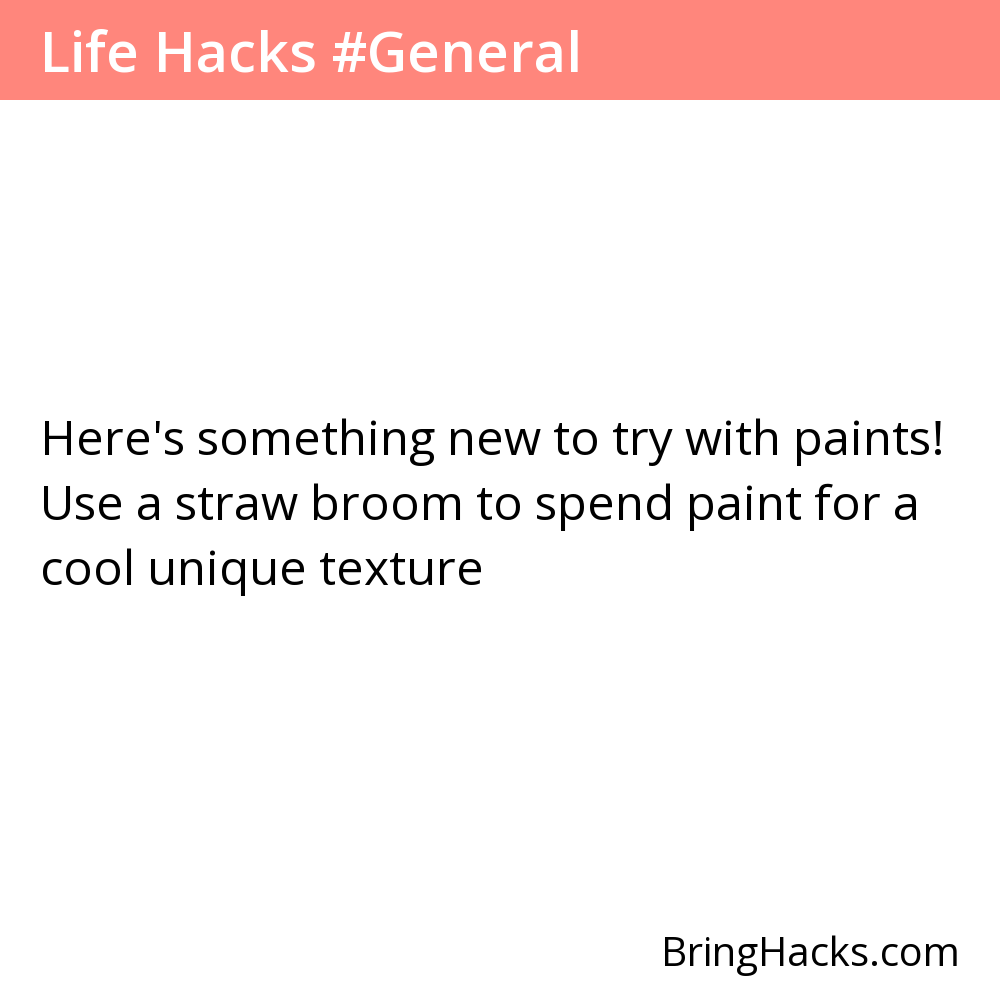 Life Hacks #General
Here's something new to try with paints!
Use a straw broom to spend paint for a
cool unique texture
BringHacks.com